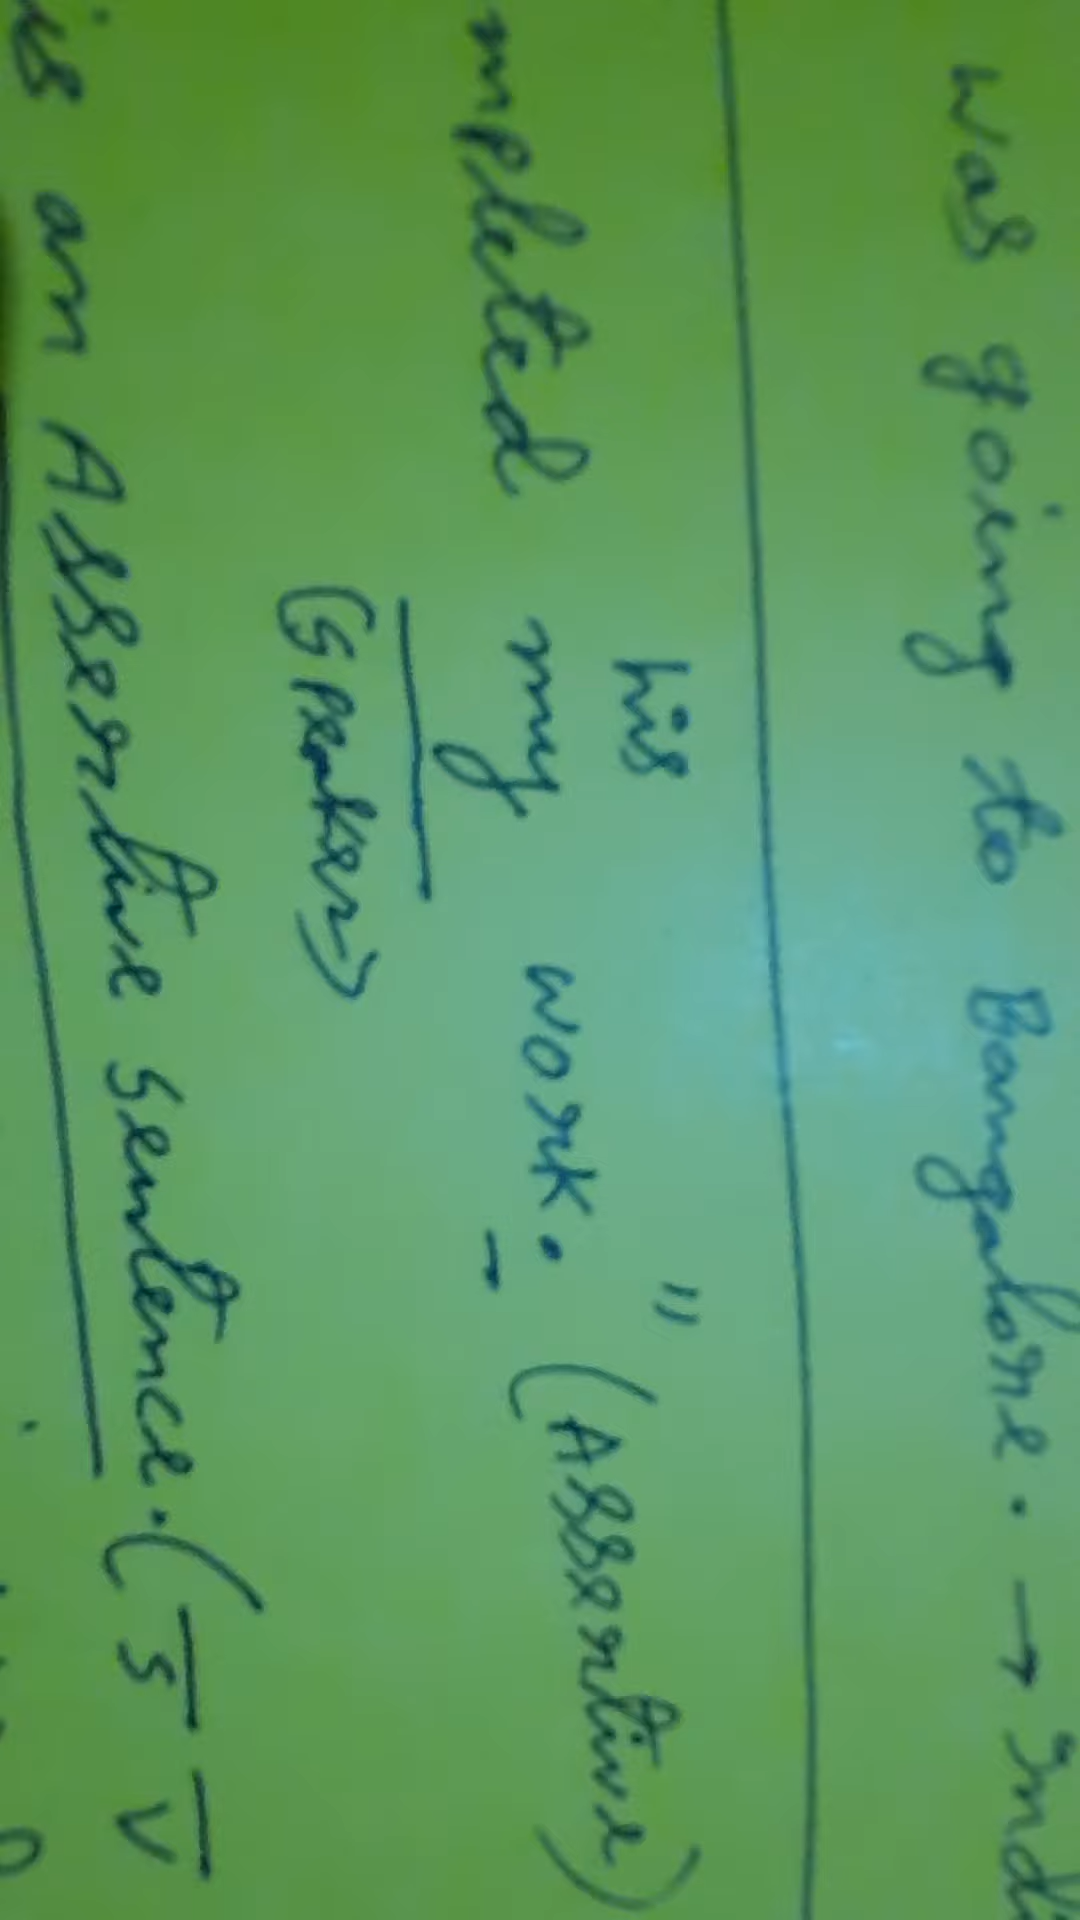 was going to Bangalore. → Ind
his "
mpleted my work. (Assertive)
(Speaker)
is an Assertive sentence. (S V